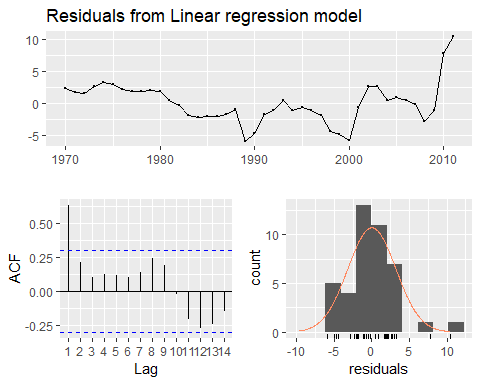 Residuals from Linear regression model
10
5
0
-5
1970 1980 1990 2000 2010
ACF
0.50
0.25
0.00
-0.25
1 2 3 4 5 6 7 8 9 10 11 12 13 14
Lag
count
10
5
0
-10 -5 0 5 10
residuals